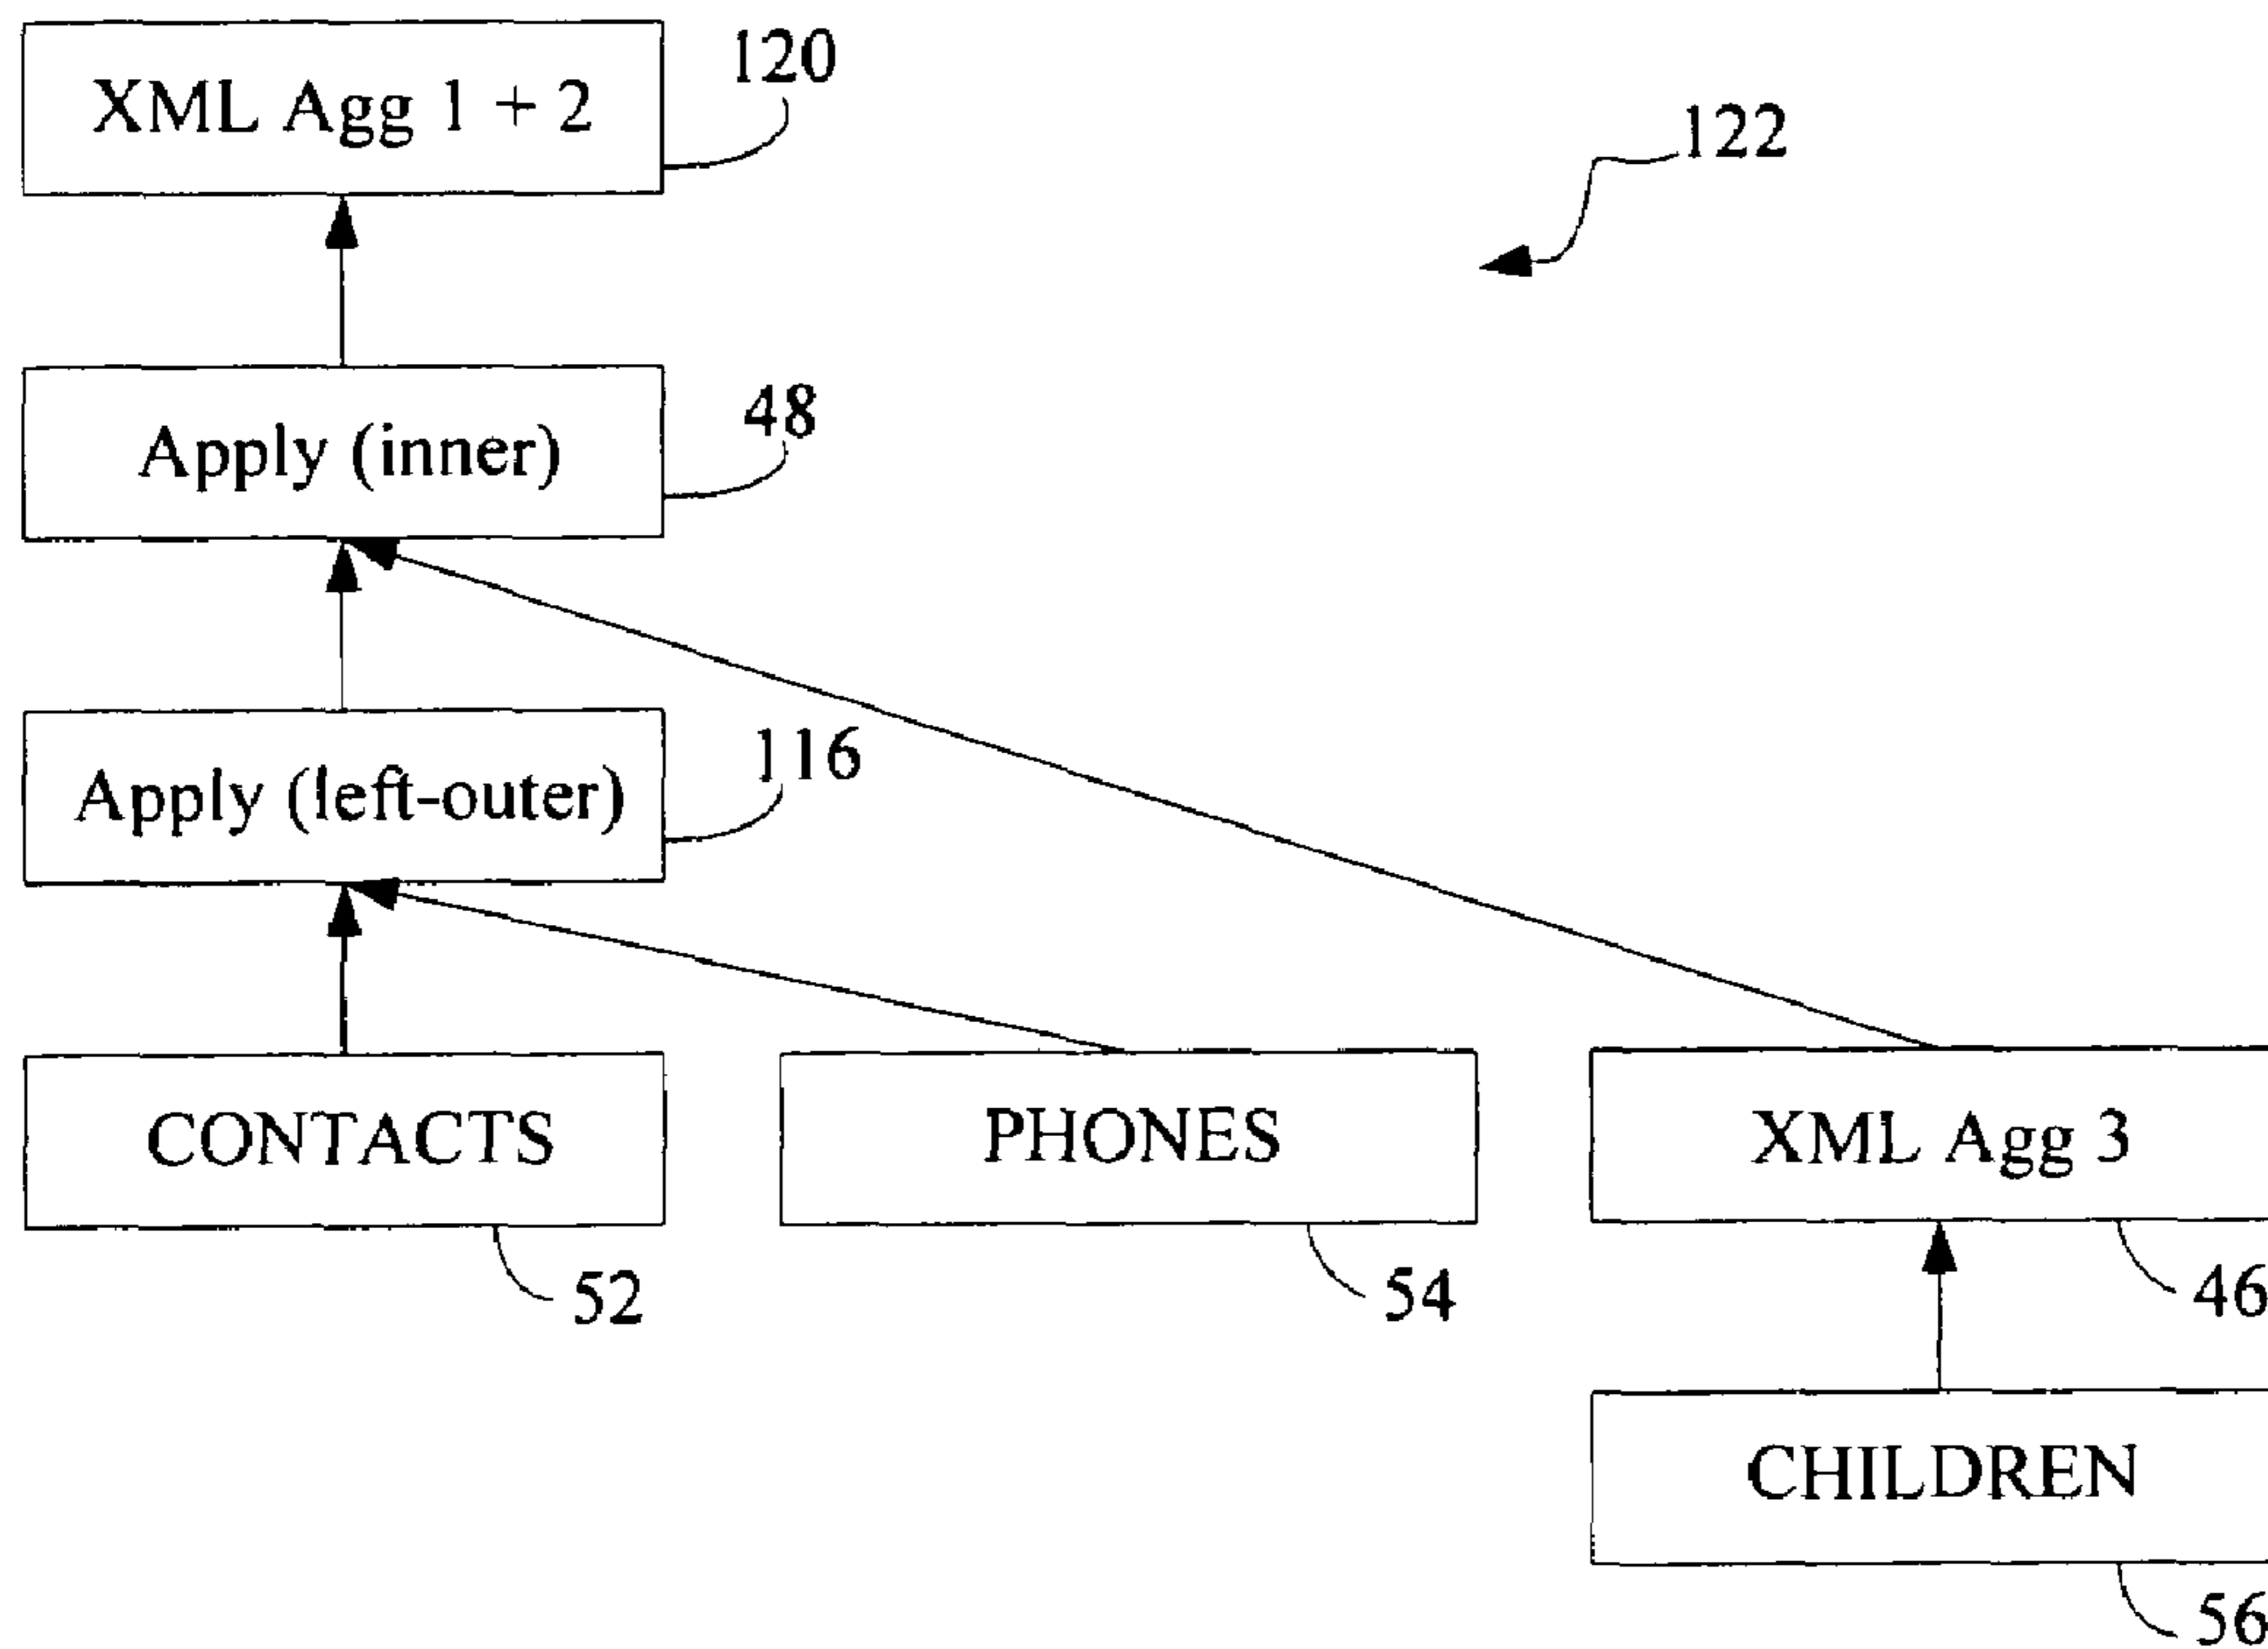 XML Agg 1 + 2
120
122
Apply (inner)
48
Apply (left-outer)
116
CONTACTS
PHONES
XML Agg 3
52
54
46
CHILDREN
56